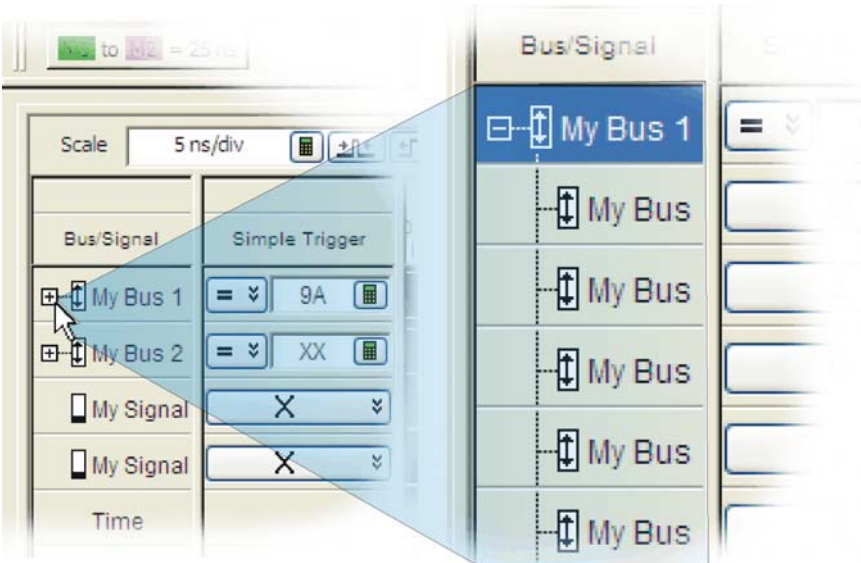 to M2 = 25 ns
Scale 5 ns/div
Bus/Signal Simple Trigger
My Bus 1 = 9A
My Bus 2 = XX
My Signal X
My Signal X
Time
Bus/Signal
My Bus 1 =
My Bus
My Bus
My Bus
My Bus
My Bus